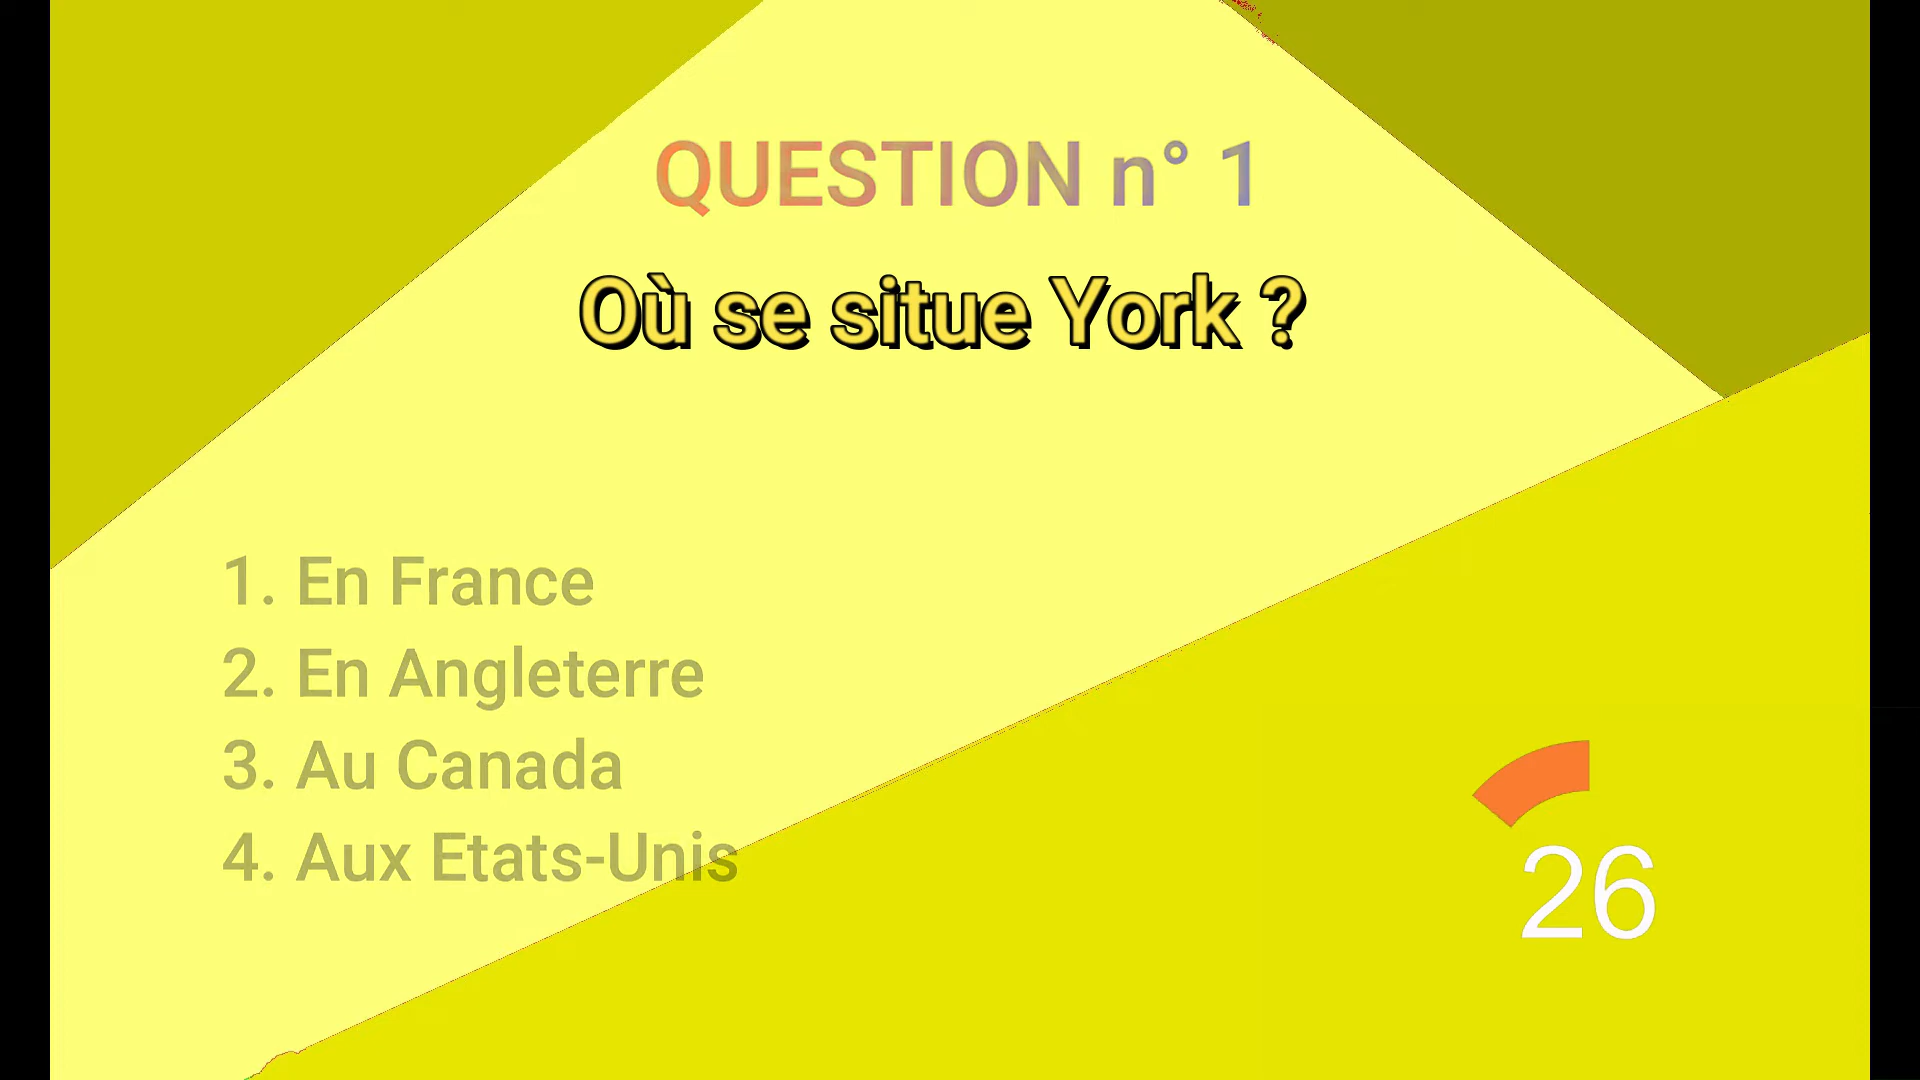 QUESTION n° 1
Où se situe York ?
1. En France
2. En Angleterre
3. Au Canada
4. Aux Etats-Unis
26